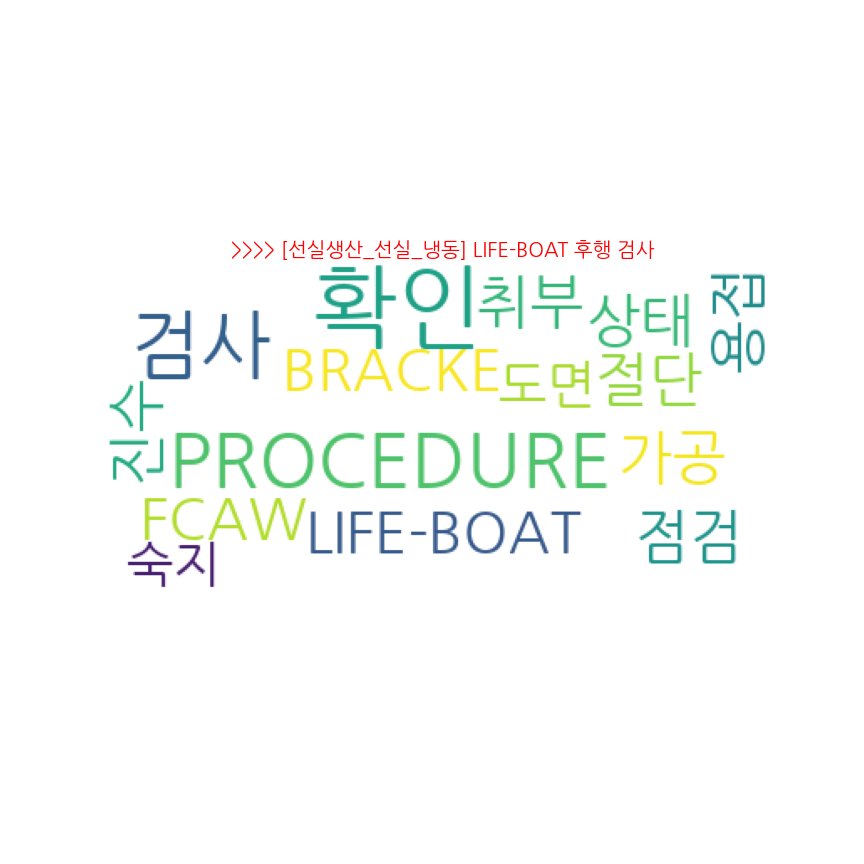 >>>> [선실생산_선실_냉동] LIFE-BOAT 후행 검사
확인
취부
상태
용접
검사
BRACKE
도면
절단
진수
PROCEDURE
가공
FCAW
LIFE-BOAT
점검
숙지